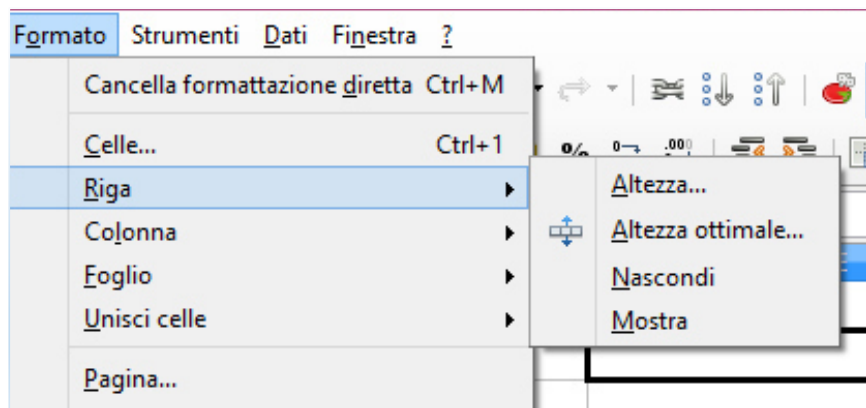 Formato Strumenti Dati Finestra ?
Cancella formattazione diretta Ctrl+M
Celle... Ctrl+1
Riga
Colonna
Foglio
Unisci celle
Pagina...
%
.000
Altezza...
Altezza ottimale...
Nascondi
Mostra